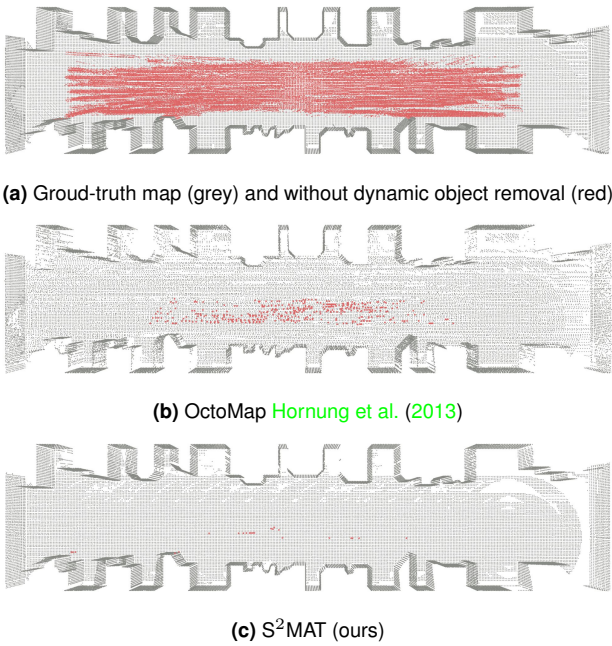 (a) Groud-truth map (grey) and without dynamic object removal (red)
(b) OctoMap Hornung et al. (2013)
(c) S²MAT (ours)